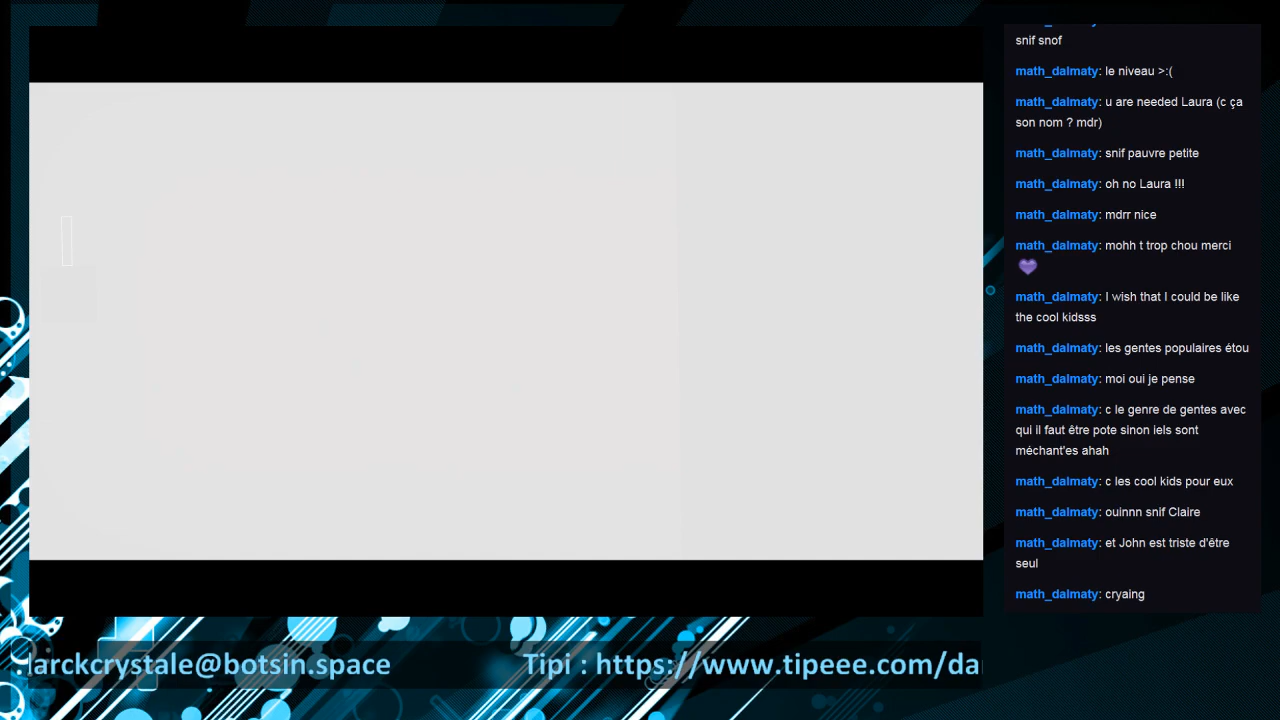 snif snof
math_dalmaty: le niveau >:(
math_dalmaty: u are needed Laura (c ça
son nom ? mdr)
math_dalmaty: snif pauvre petite
math_dalmaty: oh no Laura !!!
math_dalmaty: mdrr nice
math_dalmaty: mohh t trop chou merci
math_dalmaty: I wish that I could be like
the cool kidsss
math_dalmaty: les gentes populaires étou
math_dalmaty: moi oui je pense
math_dalmaty: c le genre de gentes avec
qui il faut être pote sinon iels sont
méchant'es ahah
math_dalmaty: c les cool kids pour eux
math_dalmaty: ouinnn snif Claire
math_dalmaty: et John est triste d'être
seul
math_dalmaty: cryaing
larckcrystale@botsin.space Tipi : https://www.tipeee.com/da